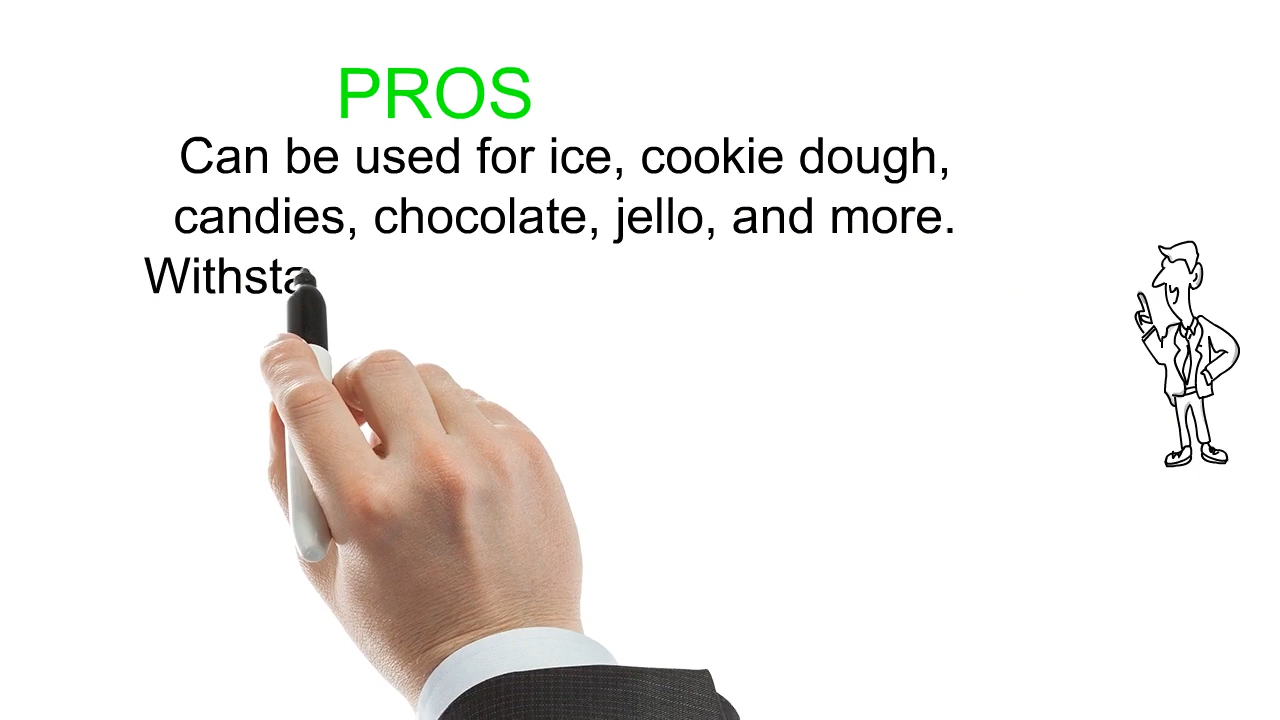 PROS
Can be used for ice, cookie dough,
candies, chocolate, jello, and more.
Withsta